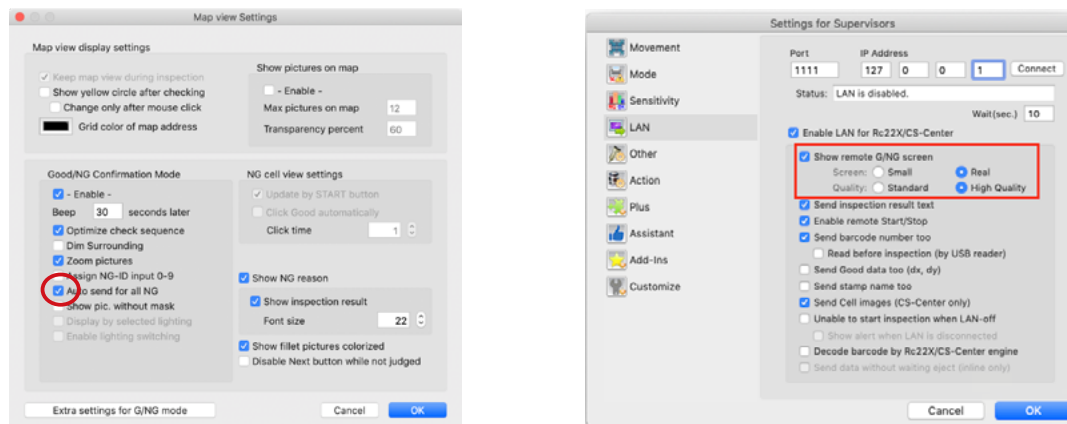 Map view Settings
Map view display settings
Keep map view during inspection
Show yellow circle after checking
Change only after mouse click
Grid color of map address
Show pictures on map
- Enable -
Max pictures on map 12
Transparency percent 60
Good/NG Confirmation Mode
- Enable -
Beep 30 seconds later
Optimize check sequence
Dim Surrounding
Zoom pictures
Assign NG-ID input 0-9
Auto send for all NG
Show pic. without mask
Display by selected lighting
Enable lighting switching
NG cell view settings
Update by START button
Click Good automatically
Click time 1
Show NG reason
Show inspection result
Font size 22
Show fillet pictures colorized
Disable Next button while not judged
Extra settings for G/NG mode
Cancel
OK
Settings for Supervisors
Movement
Mode
Sensitivity
LAN
Other
Action
Plus
Assistant
Add-Ins
Customize
Port IP Address
1111 127 0 0 1 Connect
Status: LAN is disabled.
Wait(sec.) 10
Enable LAN for Rc22X/CS-Center
Show remote G/NG screen
Screen: Small Real
Quality: Standard High Quality
Send inspection result text
Enable remote Start/Stop
Send barcode number too
Read before inspection (by USB reader)
Send Good data too (dx, dy)
Send stamp name too
Send Cell images (CS-Center only)
Unable to start inspection when LAN-off
Show alert when LAN is disconnected
Decode barcode by Rc22X/CS-Center engine
Send data without waiting eject (inline only)
Cancel
OK